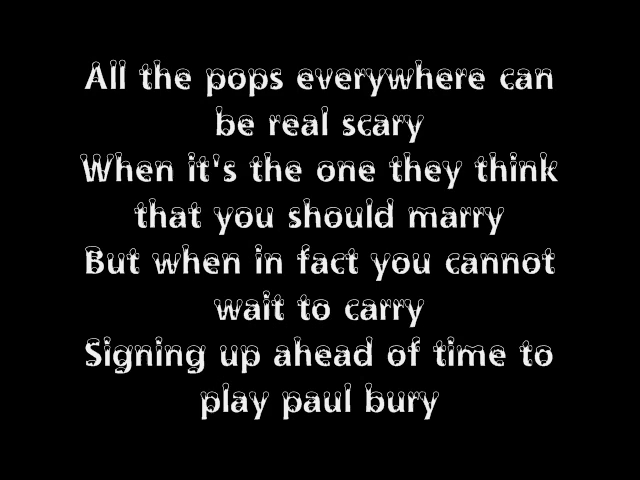 All the pops everywhere can
be real scary
When it's the one they think
that you should marry
But when in fact you cannot
wait to carry
Signing up ahead of time to
play paul bury